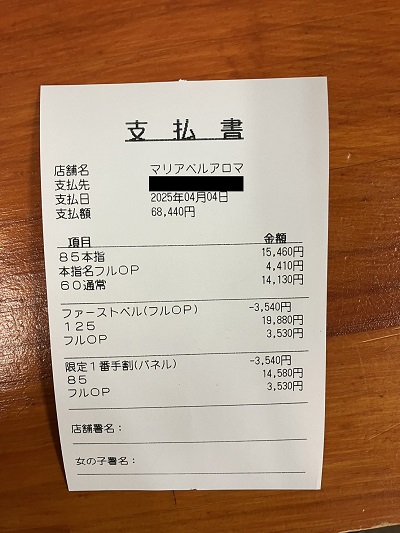 支払書
店舗名 マリアベルアロマ
支払先
支払日 2025年04月04日
支払額 68,440円
項目 金額
８５本指 15,460円
本指名フルＯＰ 4,410円
６０通常 14,130円
ファーストベル(フルＯＰ) -3,540円
１２５ 19,880円
フルＯＰ 3,530円
限定１番手割(パネル) -3,540円
８５ 14,580円
フルＯＰ 3,530円
店舗署名：
女の子署名：